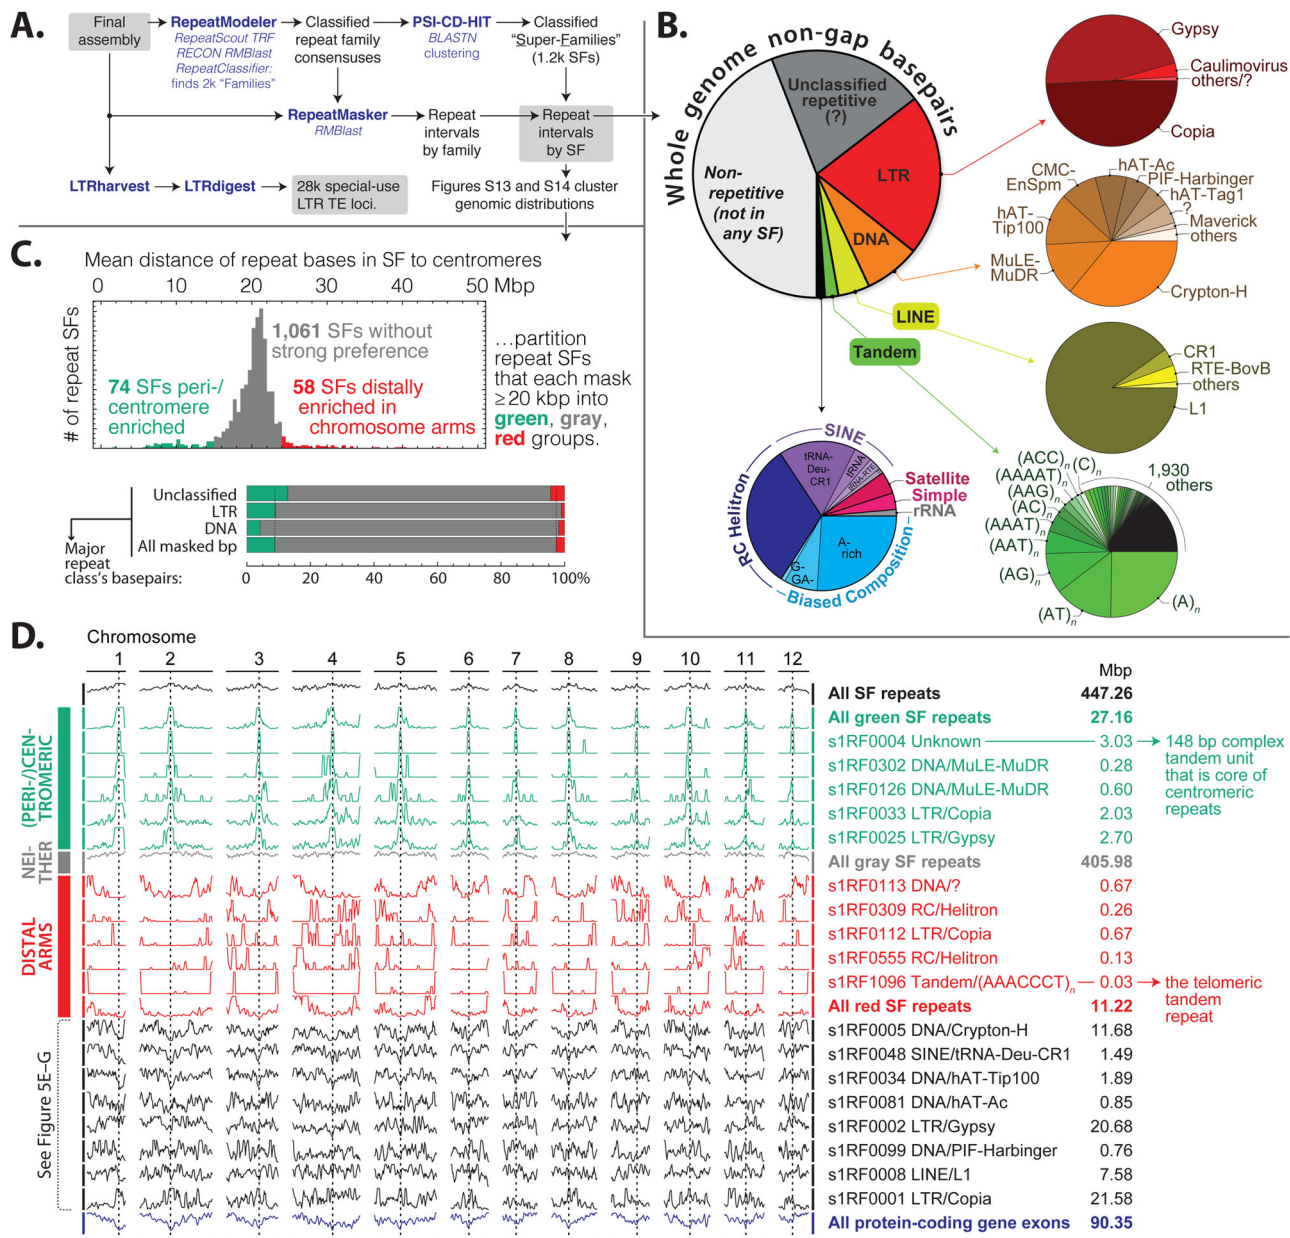 A.
Final
assembly
RepeatModeler
RepeatScout TRF
RECON RMBlast
RepeatClassifier:
finds 2k “Families”
Classified
repeat family
consensuses
PSI-CD-HIT
BLASTN
clustering
Classified
“Super-Families”
(1.2k SFs)
RepeatMasker
RMBlast
Repeat
intervals
by family
Repeat
intervals
by SF
LTRharvest
LTRdigest
28k special-use
LTR TE loci.
Figures S13 and S14 cluster
genomic distributions
B.
Whole genome non-gap basepairs
Unclassified
repetitive
(?)
LTR
Non-
repetitive
(not in
any SF)
DNA
LINE
Tandem
Gypsy
Caulimovirus
others/?
Copia
CMC-
EnSpm
hAT-Ac
PIF-Harbinger
hAT-Tag1
?
Maverick
others
hAT-
Tip100
MuLE-
MuDR
Crypton-H
CR1
RTE-BovB
others
L1
SINE
tRNA-
Deu-
CR1
tRNA
tRNA-RTE
Satellite
Simple
rRNA
RC Helitron
A-
rich
G-
GA-
Biased Composition
(ACC)n
(C)n
(AAAAT)n
(AAG)n
(AC)n
(AAAT)n
(AAT)n
(AG)n
(AT)n
(A)n
1,930
others
C.
Mean distance of repeat bases in SF to centromeres
0 10 20 30 40 50 Mbp
# of repeat SFs
1,061 SFs without
strong preference
74 SFs peri-/
centromere
enriched
58 SFs distally
enriched in
chromosome arms
…partition
repeat SFs
that each mask
≥20 kbp into
green, gray,
red groups.
Unclassified
LTR
DNA
All masked bp
Major
repeat
class’s basepairs:
0 20 40 60 80 100%
D.
Chromosome
1 2 3 4 5 6 7 8 9 10 11 12
Mbp
(PERI-/)CEN-
TROMERIC
NEI-
THER
DISTAL
ARMS
See Figure 5E–G
All SF repeats 447.26
All green SF repeats 27.16
s1RF0004 Unknown 3.03
s1RF0302 DNA/MuLE-MuDR 0.28
s1RF0126 DNA/MuLE-MuDR 0.60
s1RF0033 LTR/Copia 2.03
s1RF0025 LTR/Gypsy 2.70
All gray SF repeats 405.98
s1RF0113 DNA/? 0.67
s1RF0309 RC/Helitron 0.26
s1RF0112 LTR/Copia 0.67
s1RF0555 RC/Helitron 0.13
s1RF1096 Tandem/(AAACCCT)n 0.03
All red SF repeats 11.22
s1RF0005 DNA/Crypton-H 11.68
s1RF0048 SINE/tRNA-Deu-CR1 1.49
s1RF0034 DNA/hAT-Tip100 1.89
s1RF0081 DNA/hAT-Ac 0.85
s1RF0002 LTR/Gypsy 20.68
s1RF0099 DNA/PIF-Harbinger 0.76
s1RF0008 LINE/L1 7.58
s1RF0001 LTR/Copia 21.58
All protein-coding gene exons 90.35
148 bp complex
tandem unit
that is core of
centromeric
repeats
the telomeric
tandem
repeat